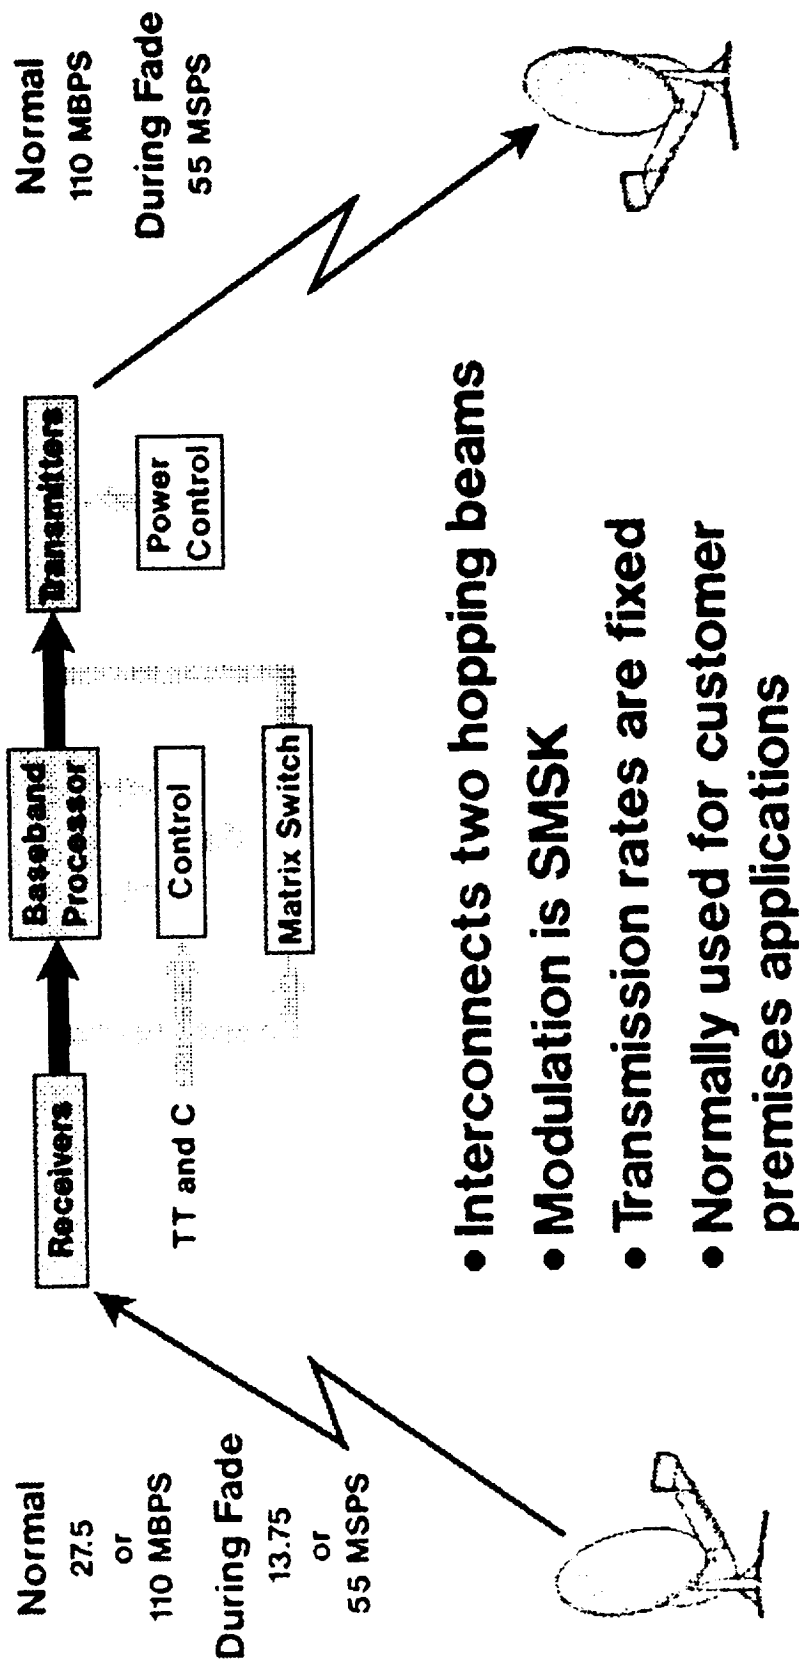 Normal
27.5
or
110 MBPS
During Fade
13.75
or
55 MSPS
Receivers
Baseband
Processor
Transmitters
TT and C
Control
Power
Control
Matrix Switch
Normal
110 MBPS
During Fade
55 MSPS
• Interconnects two hopping beams
• Modulation is SMSK
• Transmission rates are fixed
• Normally used for customer
premises applications